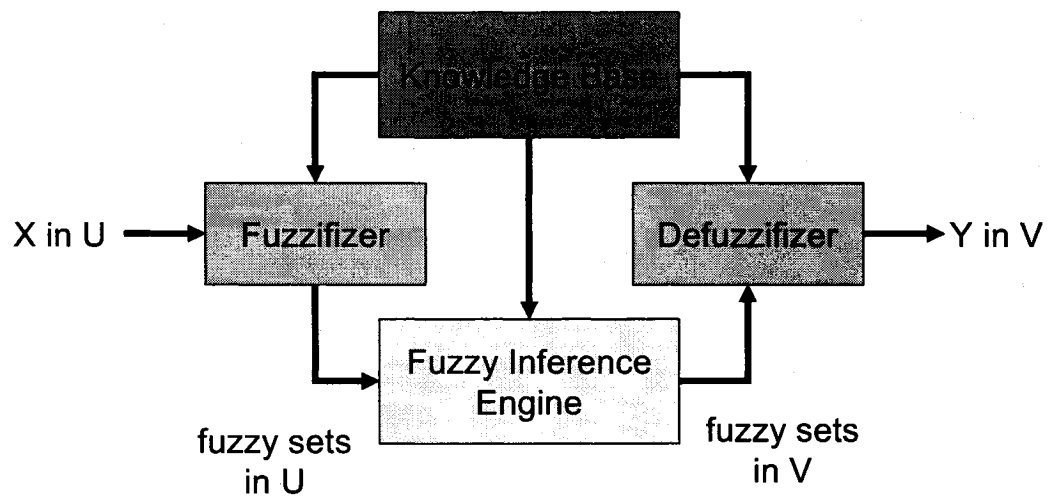 Knowledge Base
X in U
Fuzzifier
Defuzzifier
Y in V
Fuzzy Inference
Engine
fuzzy sets
in U
fuzzy sets
in V